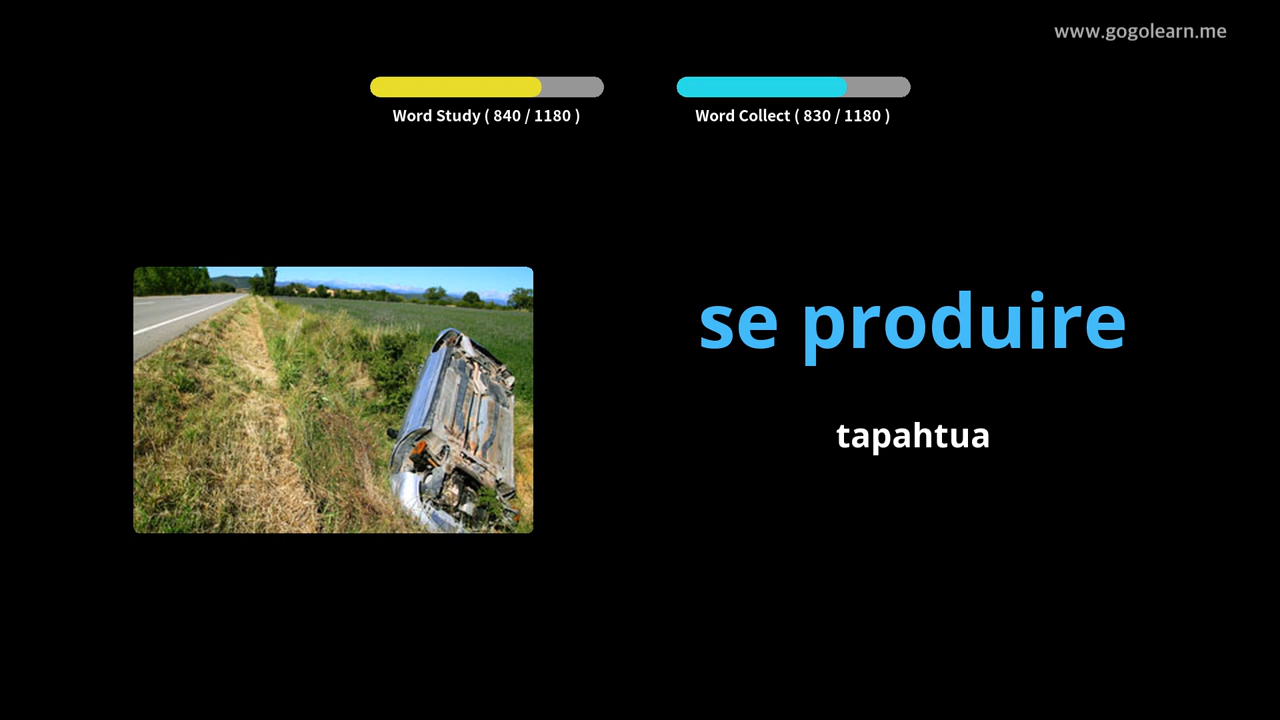 www.gogolearn.me
Word Study ( 840 / 1180 )
Word Collect ( 830 / 1180 )
se produire
tapahtua